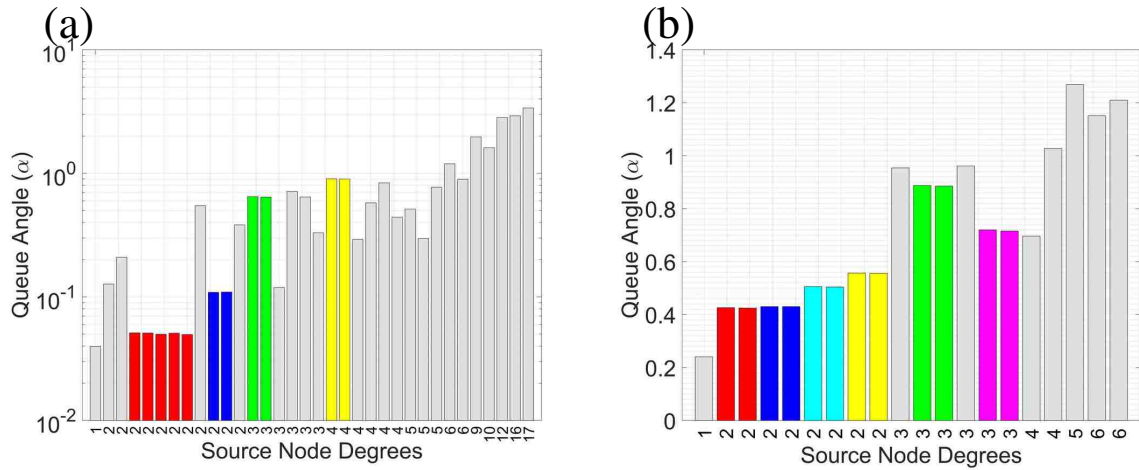 (a)
10^1
10^0
10^-1
10^-2
Queue Angle (α)
1 2 2 2 2 2 2 2 2 2 2 2 3 3 3 3 3 3 4 4 4 4 4 4 5 5 5 6 6 9 10 12 16 17
Source Node Degrees
(b)
1.4
1.2
1
0.8
0.6
0.4
0.2
0
Queue Angle (α)
1 2 2 2 2 2 2 2 2 3 3 3 3 3 3 4 4 5 6 6
Source Node Degrees